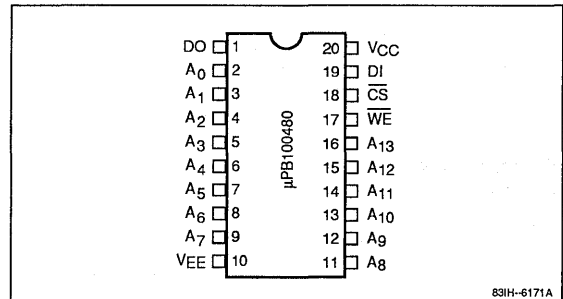 DO 1 20 VCC
A0 2 19 DI
A1 3 18 CS
A2 4 17 WE
A3 5 16 A13
A4 6 15 A12
A5 7 14 A11
A6 8 13 A10
A7 9 12 A9
VEE 10 11 A8
μPB100480
83IH--6171A